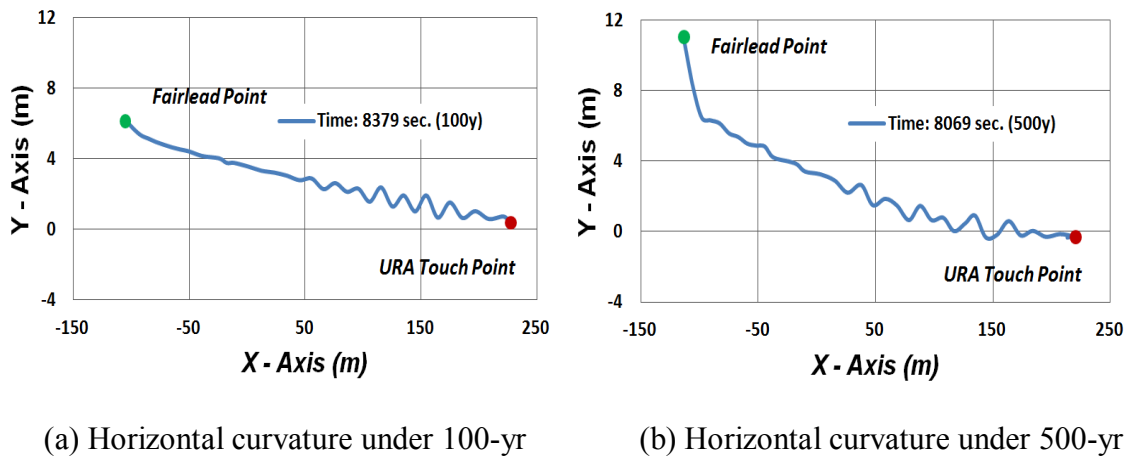 12
8
4
0
-4
Y - Axis (m)
Fairlead Point
Time: 8379 sec. (100y)
URA Touch Point
-150
-50
50
150
250
X - Axis (m)
(a) Horizontal curvature under 100-yr
12
8
4
0
-4
Y - Axis (m)
Fairlead Point
Time: 8069 sec. (500y)
URA Touch Point
-150
-50
50
150
250
X - Axis (m)
(b) Horizontal curvature under 500-yr